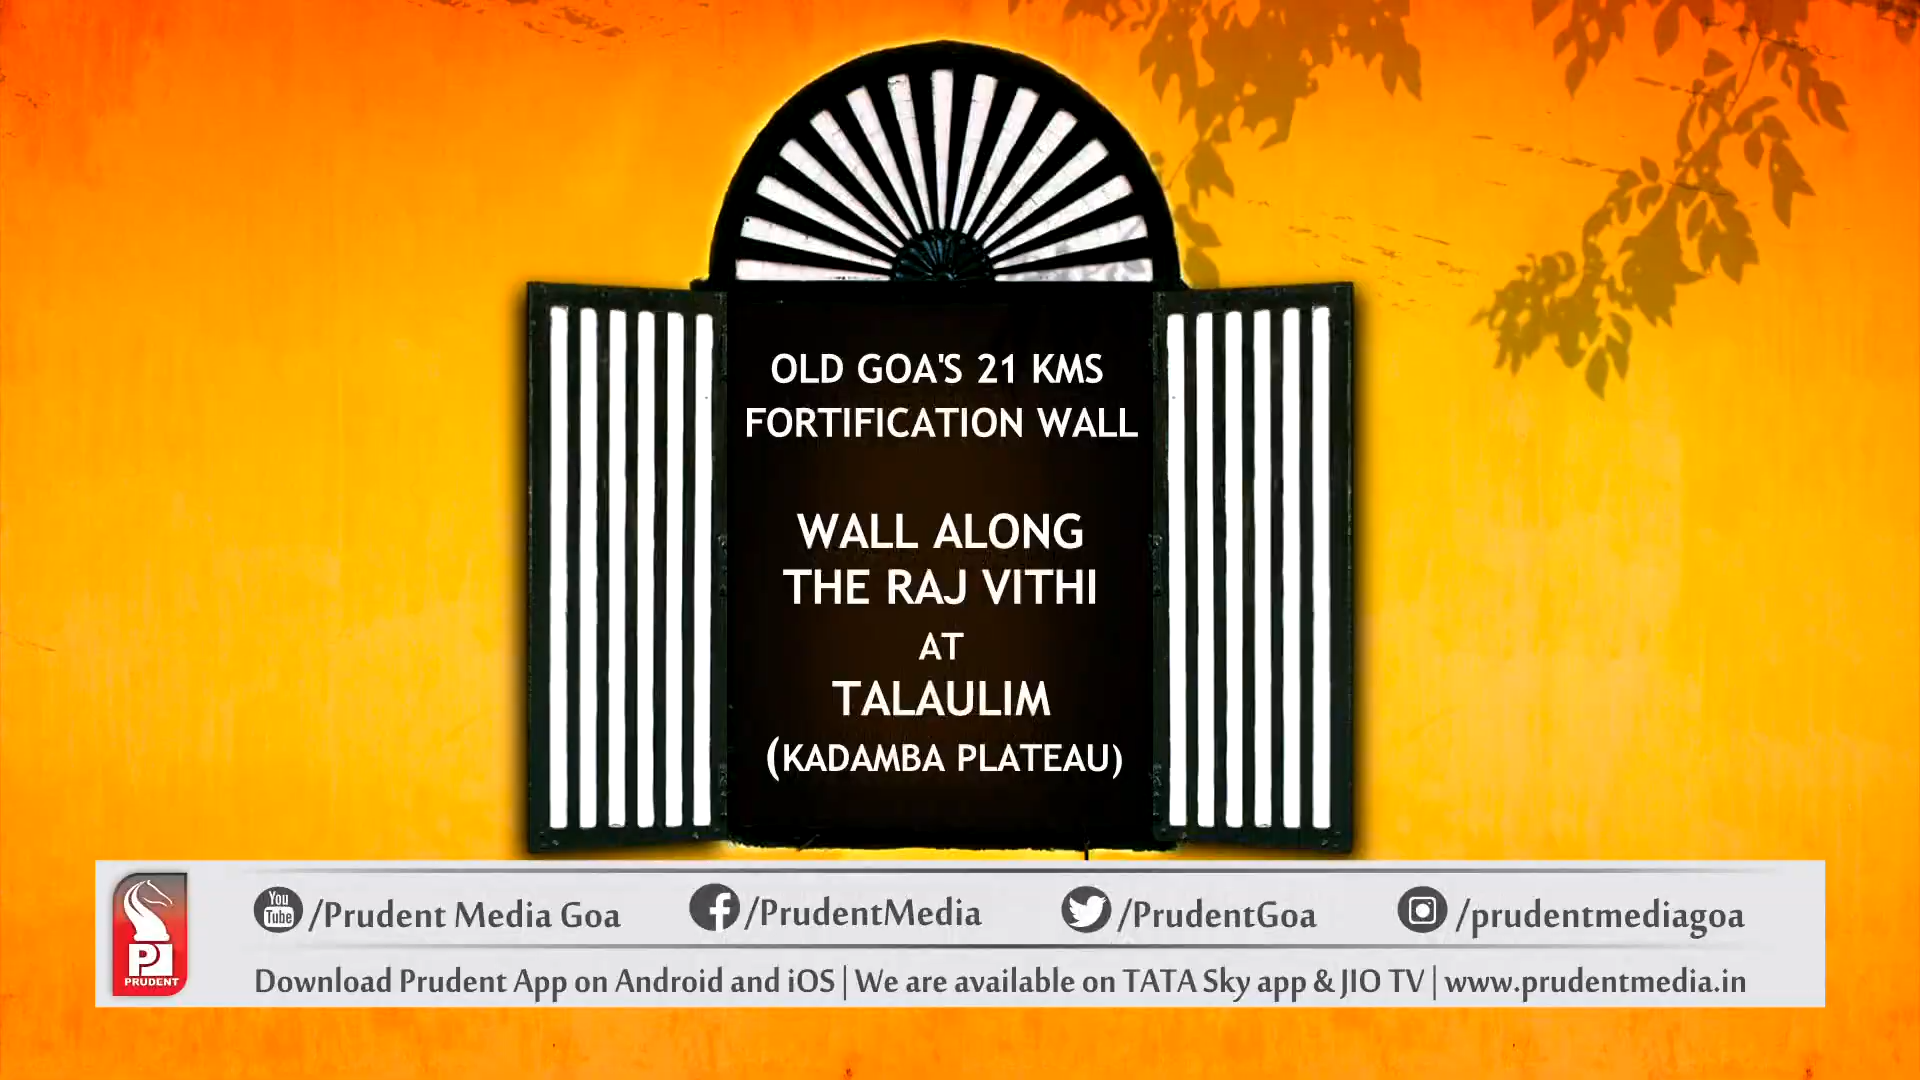 OLD GOA'S 21 KMS
FORTIFICATION WALL
WALL ALONG
THE RAJ VITHI
AT
TALAULIM
(KADAMBA PLATEAU)
You Tube /Prudent Media Goa
/PrudentMedia
/PrudentGoa
/prudentmediagoa
P
PRUDENT
Download Prudent App on Android and iOS | We are available on TATA Sky app & JIO TV | www.prudentmedia.in